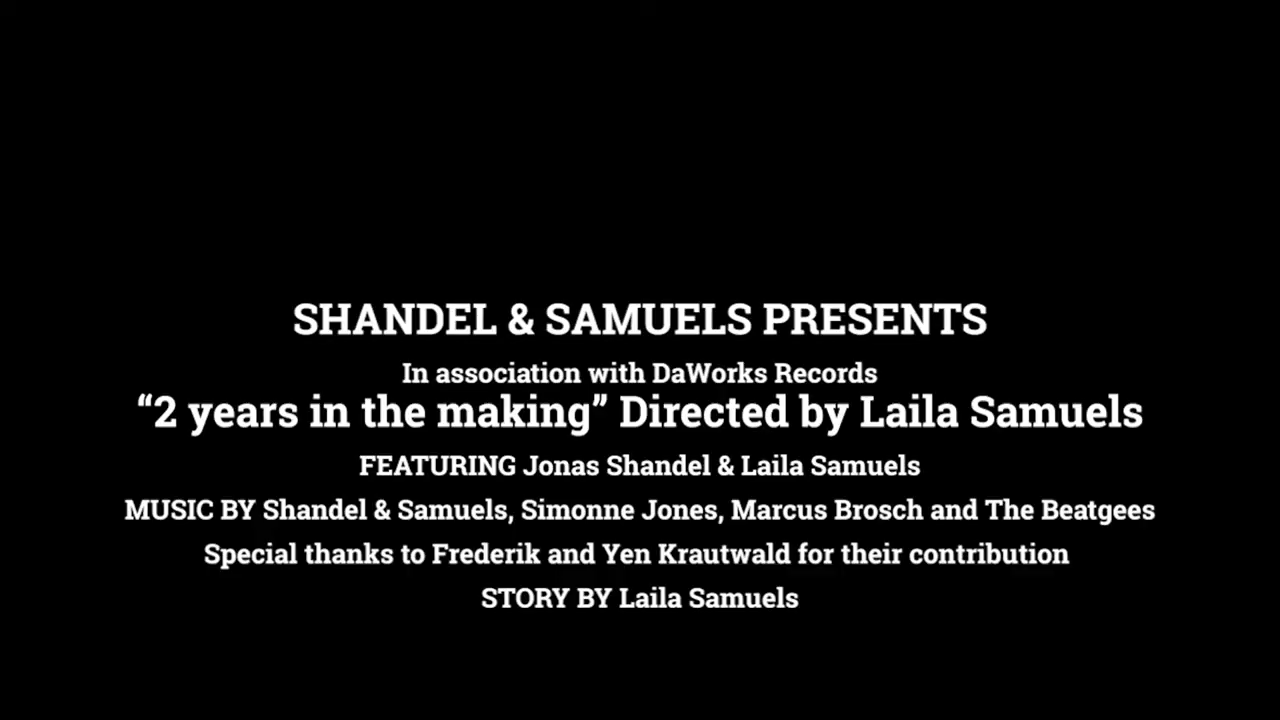 SHANDEL & SAMUELS PRESENTS
In association with DaWorks Records
“2 years in the making” Directed by Laila Samuels
FEATURING Jonas Shandel & Laila Samuels
MUSIC BY Shandel & Samuels, Simonne Jones, Marcus Brosch and The Beatgees
Special thanks to Frederik and Yen Krautwald for their contribution
STORY BY Laila Samuels